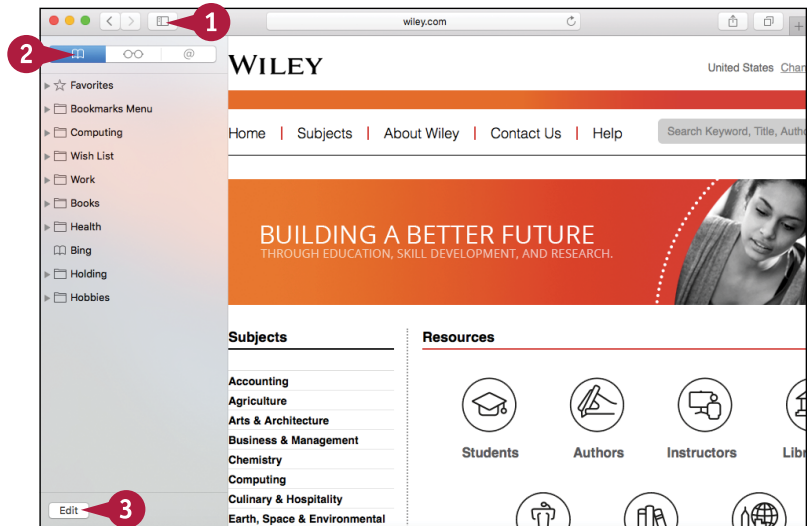 1
wiley.com
2
@
Favorites
Bookmarks Menu
Computing
Wish List
Work
Books
Health
Bing
Holding
Hobbies
Edit
3
WILEY
United States Chan
Home | Subjects | About Wiley | Contact Us | Help
Search Keyword, Title, Autho
BUILDING A BETTER FUTURE
THROUGH EDUCATION, SKILL DEVELOPMENT, AND RESEARCH.
Subjects
Accounting
Agriculture
Arts & Architecture
Business & Management
Chemistry
Computing
Culinary & Hospitality
Earth, Space & Environmental
Resources
Students Authors Instructors Libr